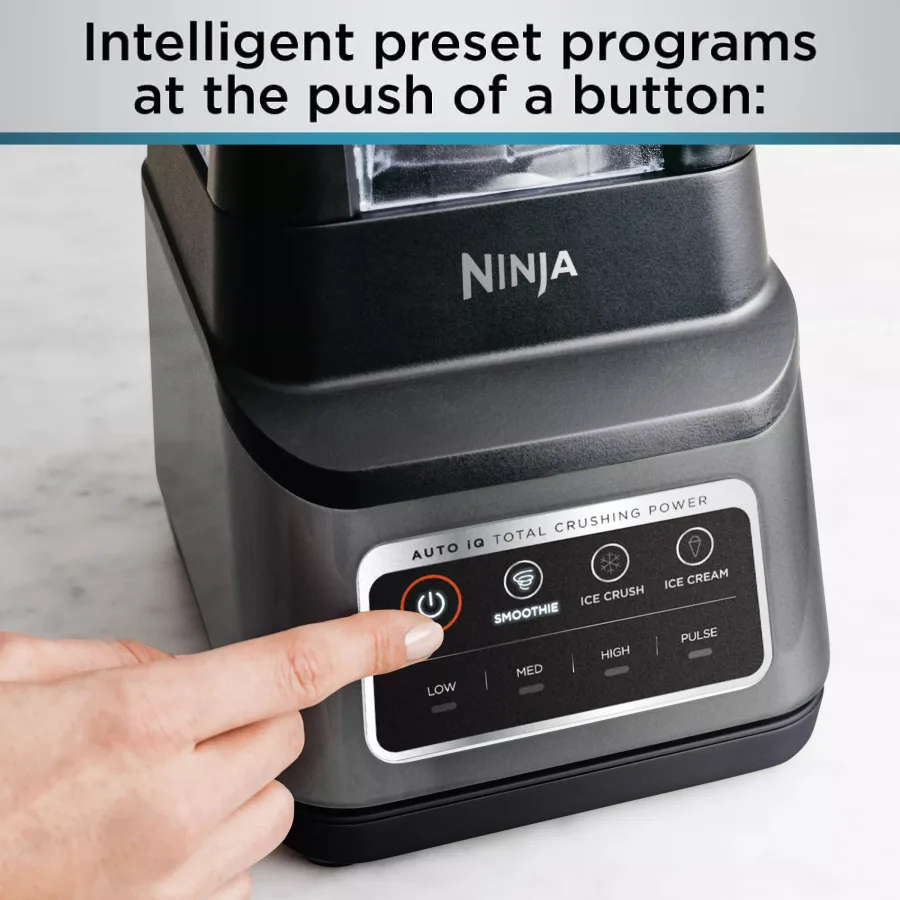 Intelligent preset programs
at the push of a button:
NINJA
AUTO iQ TOTAL CRUSHING POWER
SMOOTHIE
ICE CRUSH
ICE CREAM
LOW
MED
HIGH
PULSE